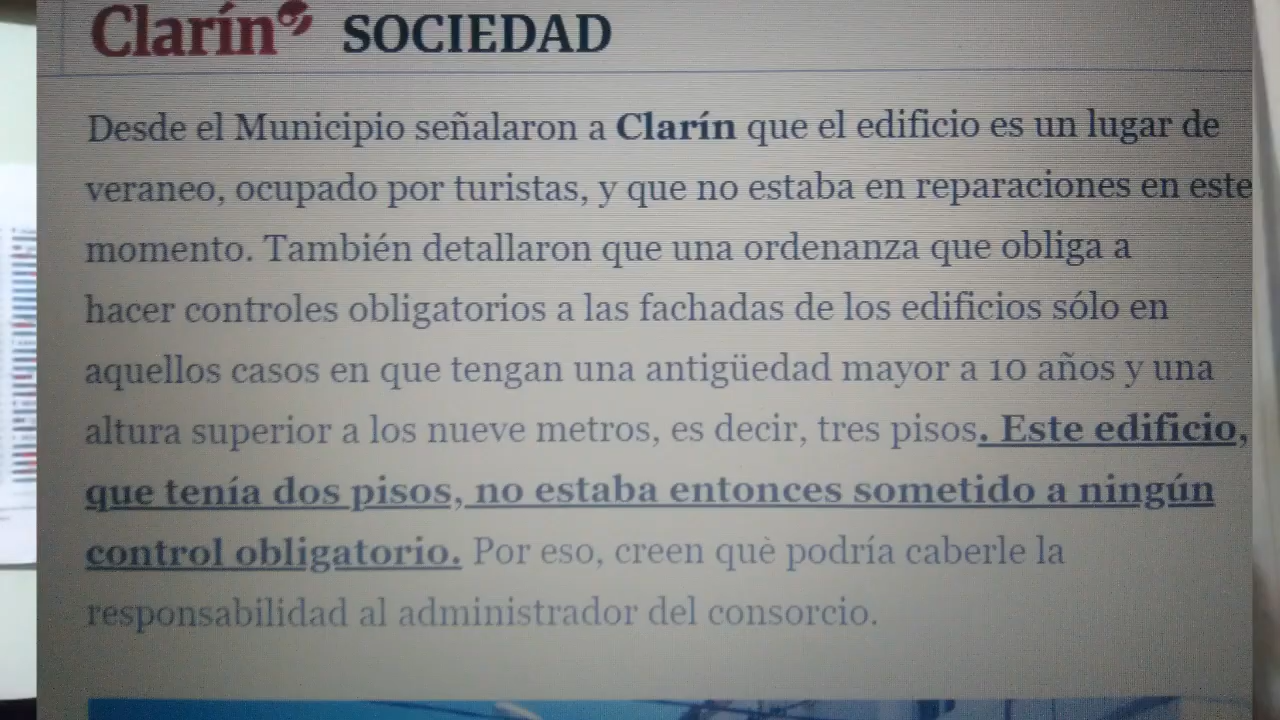 Clarín SOCIEDAD
Desde el Municipio señalaron a Clarín que el edificio es un lugar de
veraneo, ocupado por turistas, y que no estaba en reparaciones en este
momento. También detallaron que una ordenanza que obliga a
hacer controles obligatorios a las fachadas de los edificios sólo en
aquellos casos en que tengan una antigüedad mayor a 10 años y una
altura superior a los nueve metros, es decir, tres pisos. Este edificio,
que tenía dos pisos, no estaba entonces sometido a ningún
control obligatorio. Por eso, creen què podría caberle la
responsabilidad al administrador del consorcio.